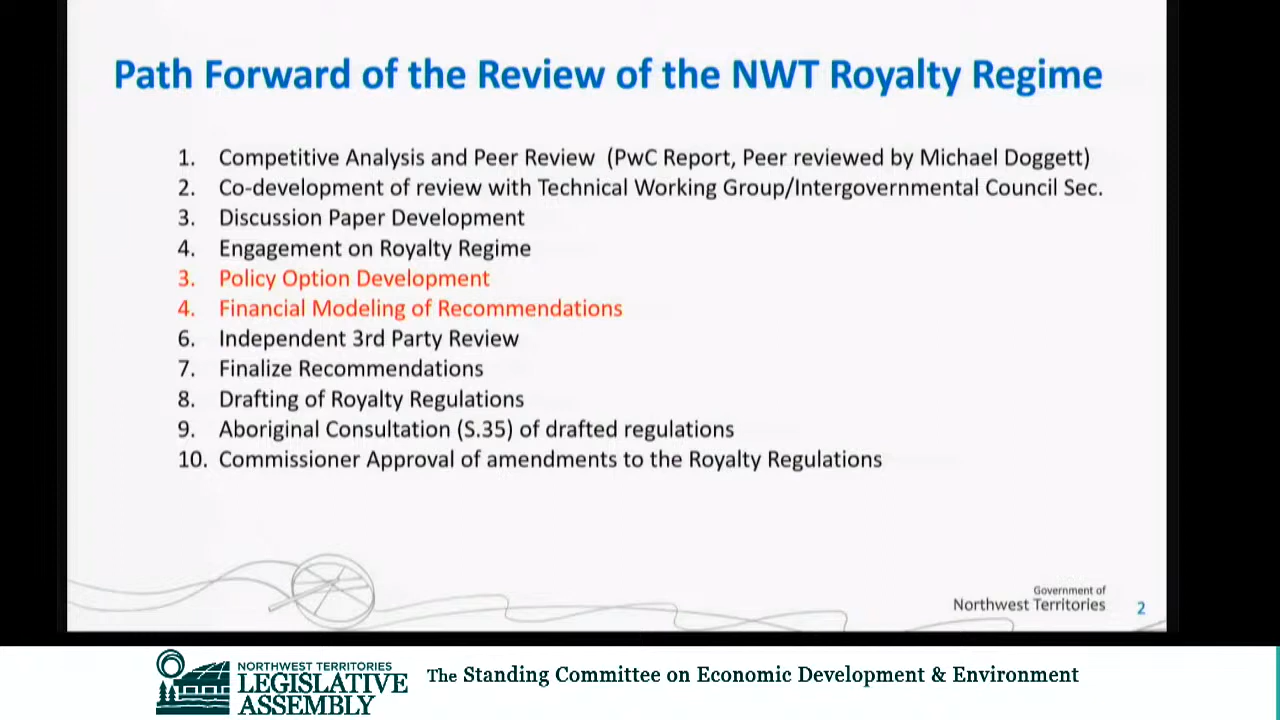 Path Forward of the Review of the NWT Royalty Regime
1. Competitive Analysis and Peer Review (PwC Report, Peer reviewed by Michael Doggett)
2. Co-development of review with Technical Working Group/Intergovernmental Council Sec.
3. Discussion Paper Development
4. Engagement on Royalty Regime
3. Policy Option Development
4. Financial Modeling of Recommendations
6. Independent 3rd Party Review
7. Finalize Recommendations
8. Drafting of Royalty Regulations
9. Aboriginal Consultation (S.35) of drafted regulations
10. Commissioner Approval of amendments to the Royalty Regulations
Government of
Northwest Territories
2
NORTHWEST TERRITORIES
LEGISLATIVE
ASSEMBLY
The Standing Committee on Economic Development & Environment